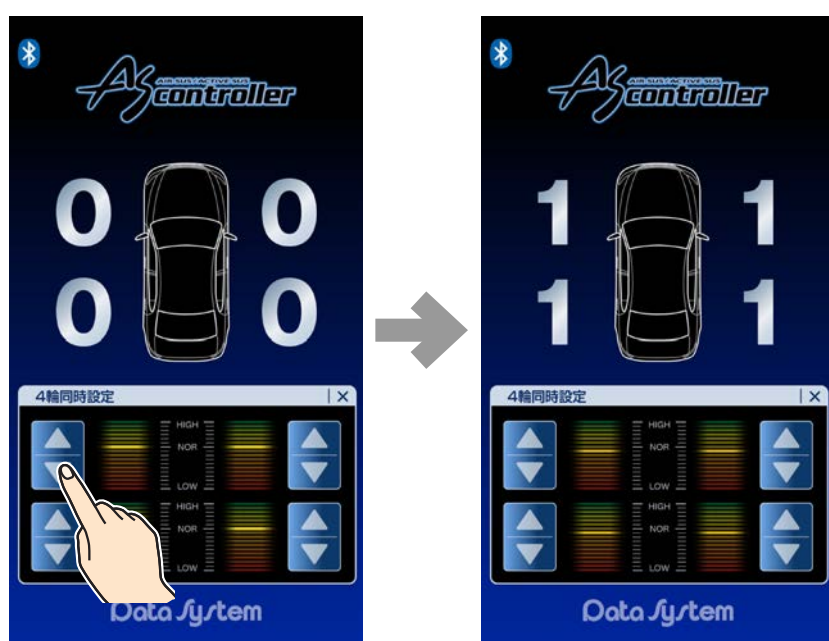 AIR SUS・ACTIVE SUS
AS controller
0 0
0 0
4輪同時設定 ×
HIGH
NOR
LOW
HIGH
NOR
LOW
Data System
AIR SUS・ACTIVE SUS
AS controller
1 1
1 1
4輪同時設定 ×
HIGH
NOR
LOW
HIGH
NOR
LOW
Data System